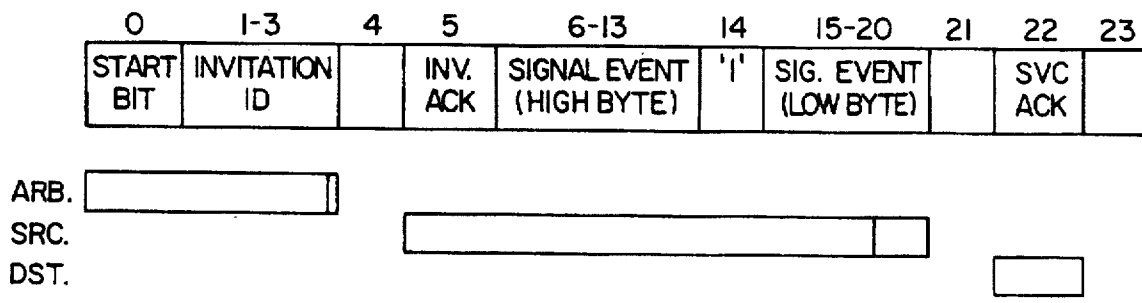 0 1-3 4 5 6-13 14 15-20 21 22 23
START INVITATION INV. SIGNAL EVENT '1' SIG. EVENT SVC
BIT ID ACK (HIGH BYTE) (LOW BYTE) ACK
ARB.
SRC.
DST.